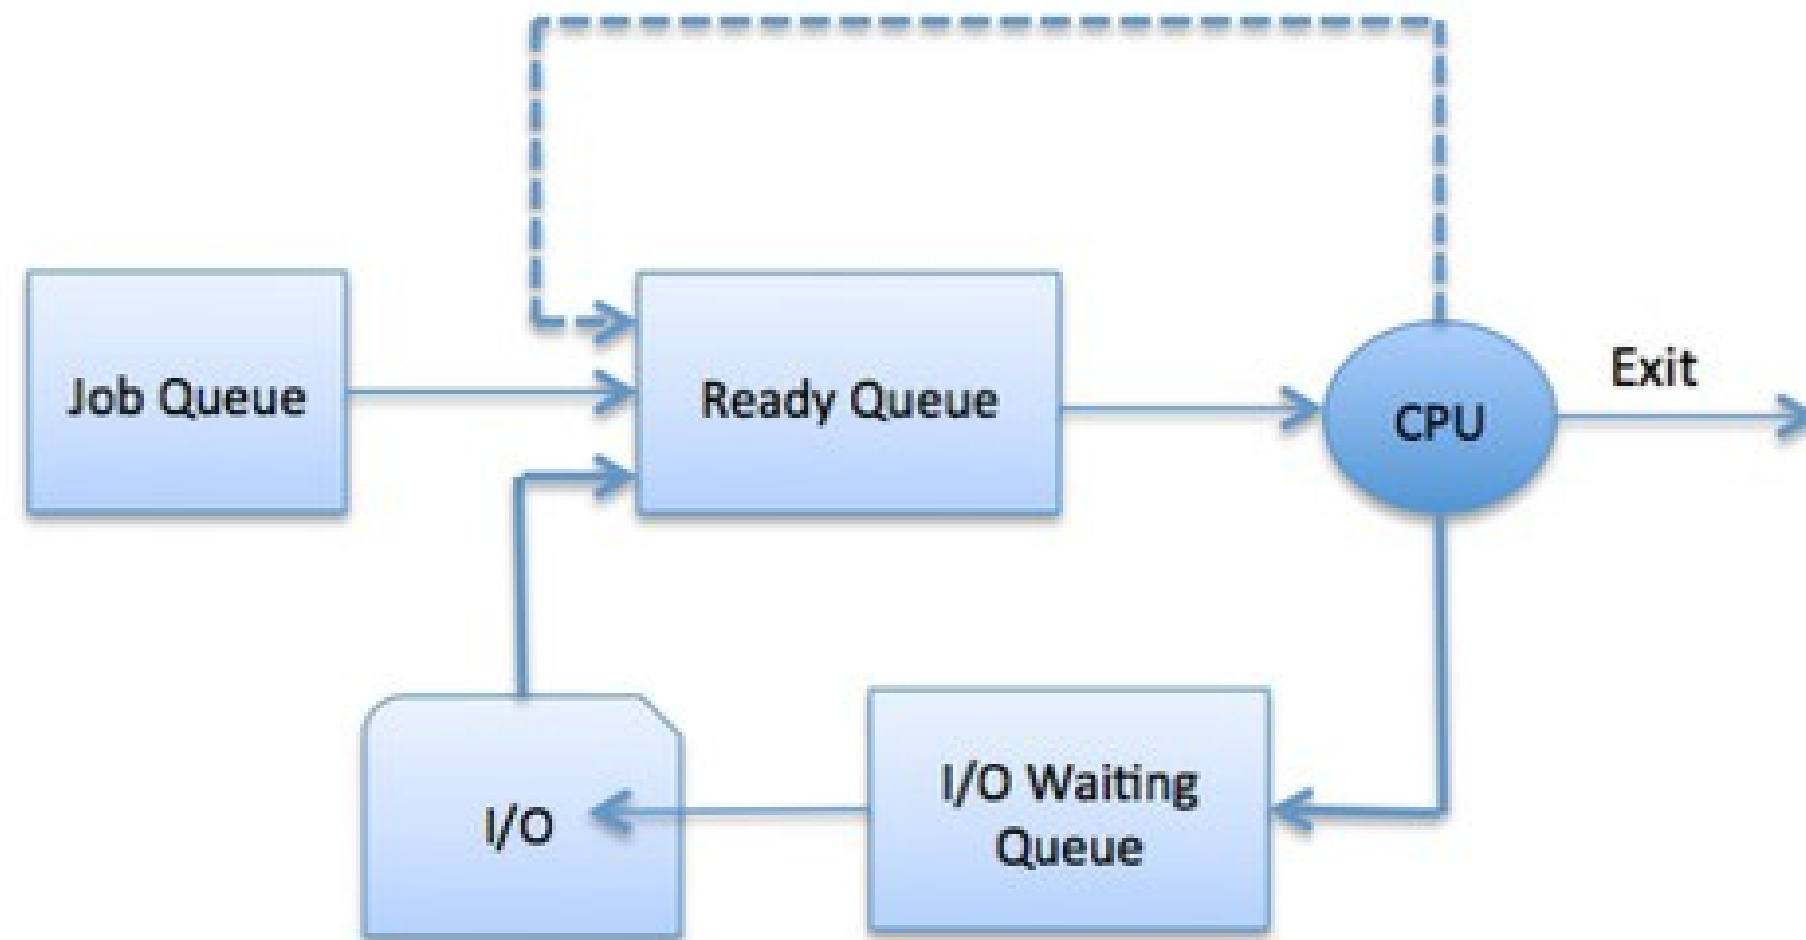 Job Queue
Ready Queue
CPU
Exit
I/O
I/O Waiting
Queue